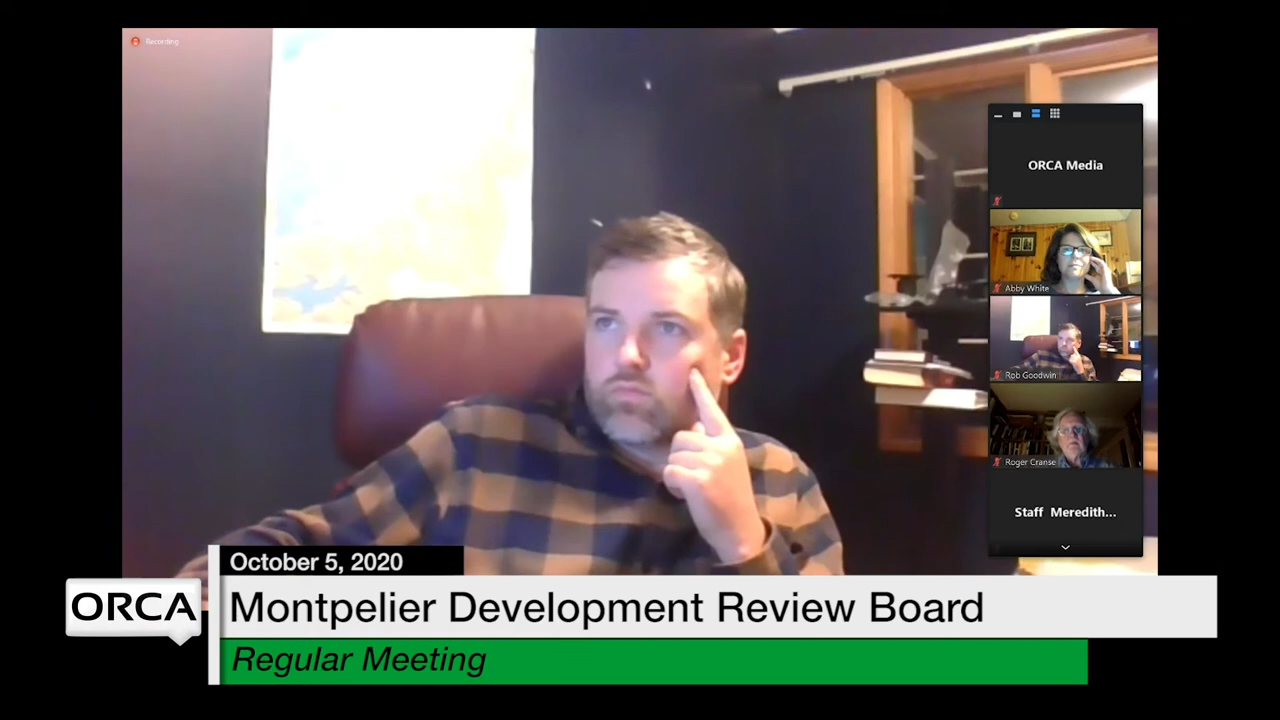 Recording
ORCA Media
Abby White
Rob Goodwin
Roger Cranse
Staff Meredith...
October 5, 2020
ORCA
Montpelier Development Review Board
Regular Meeting